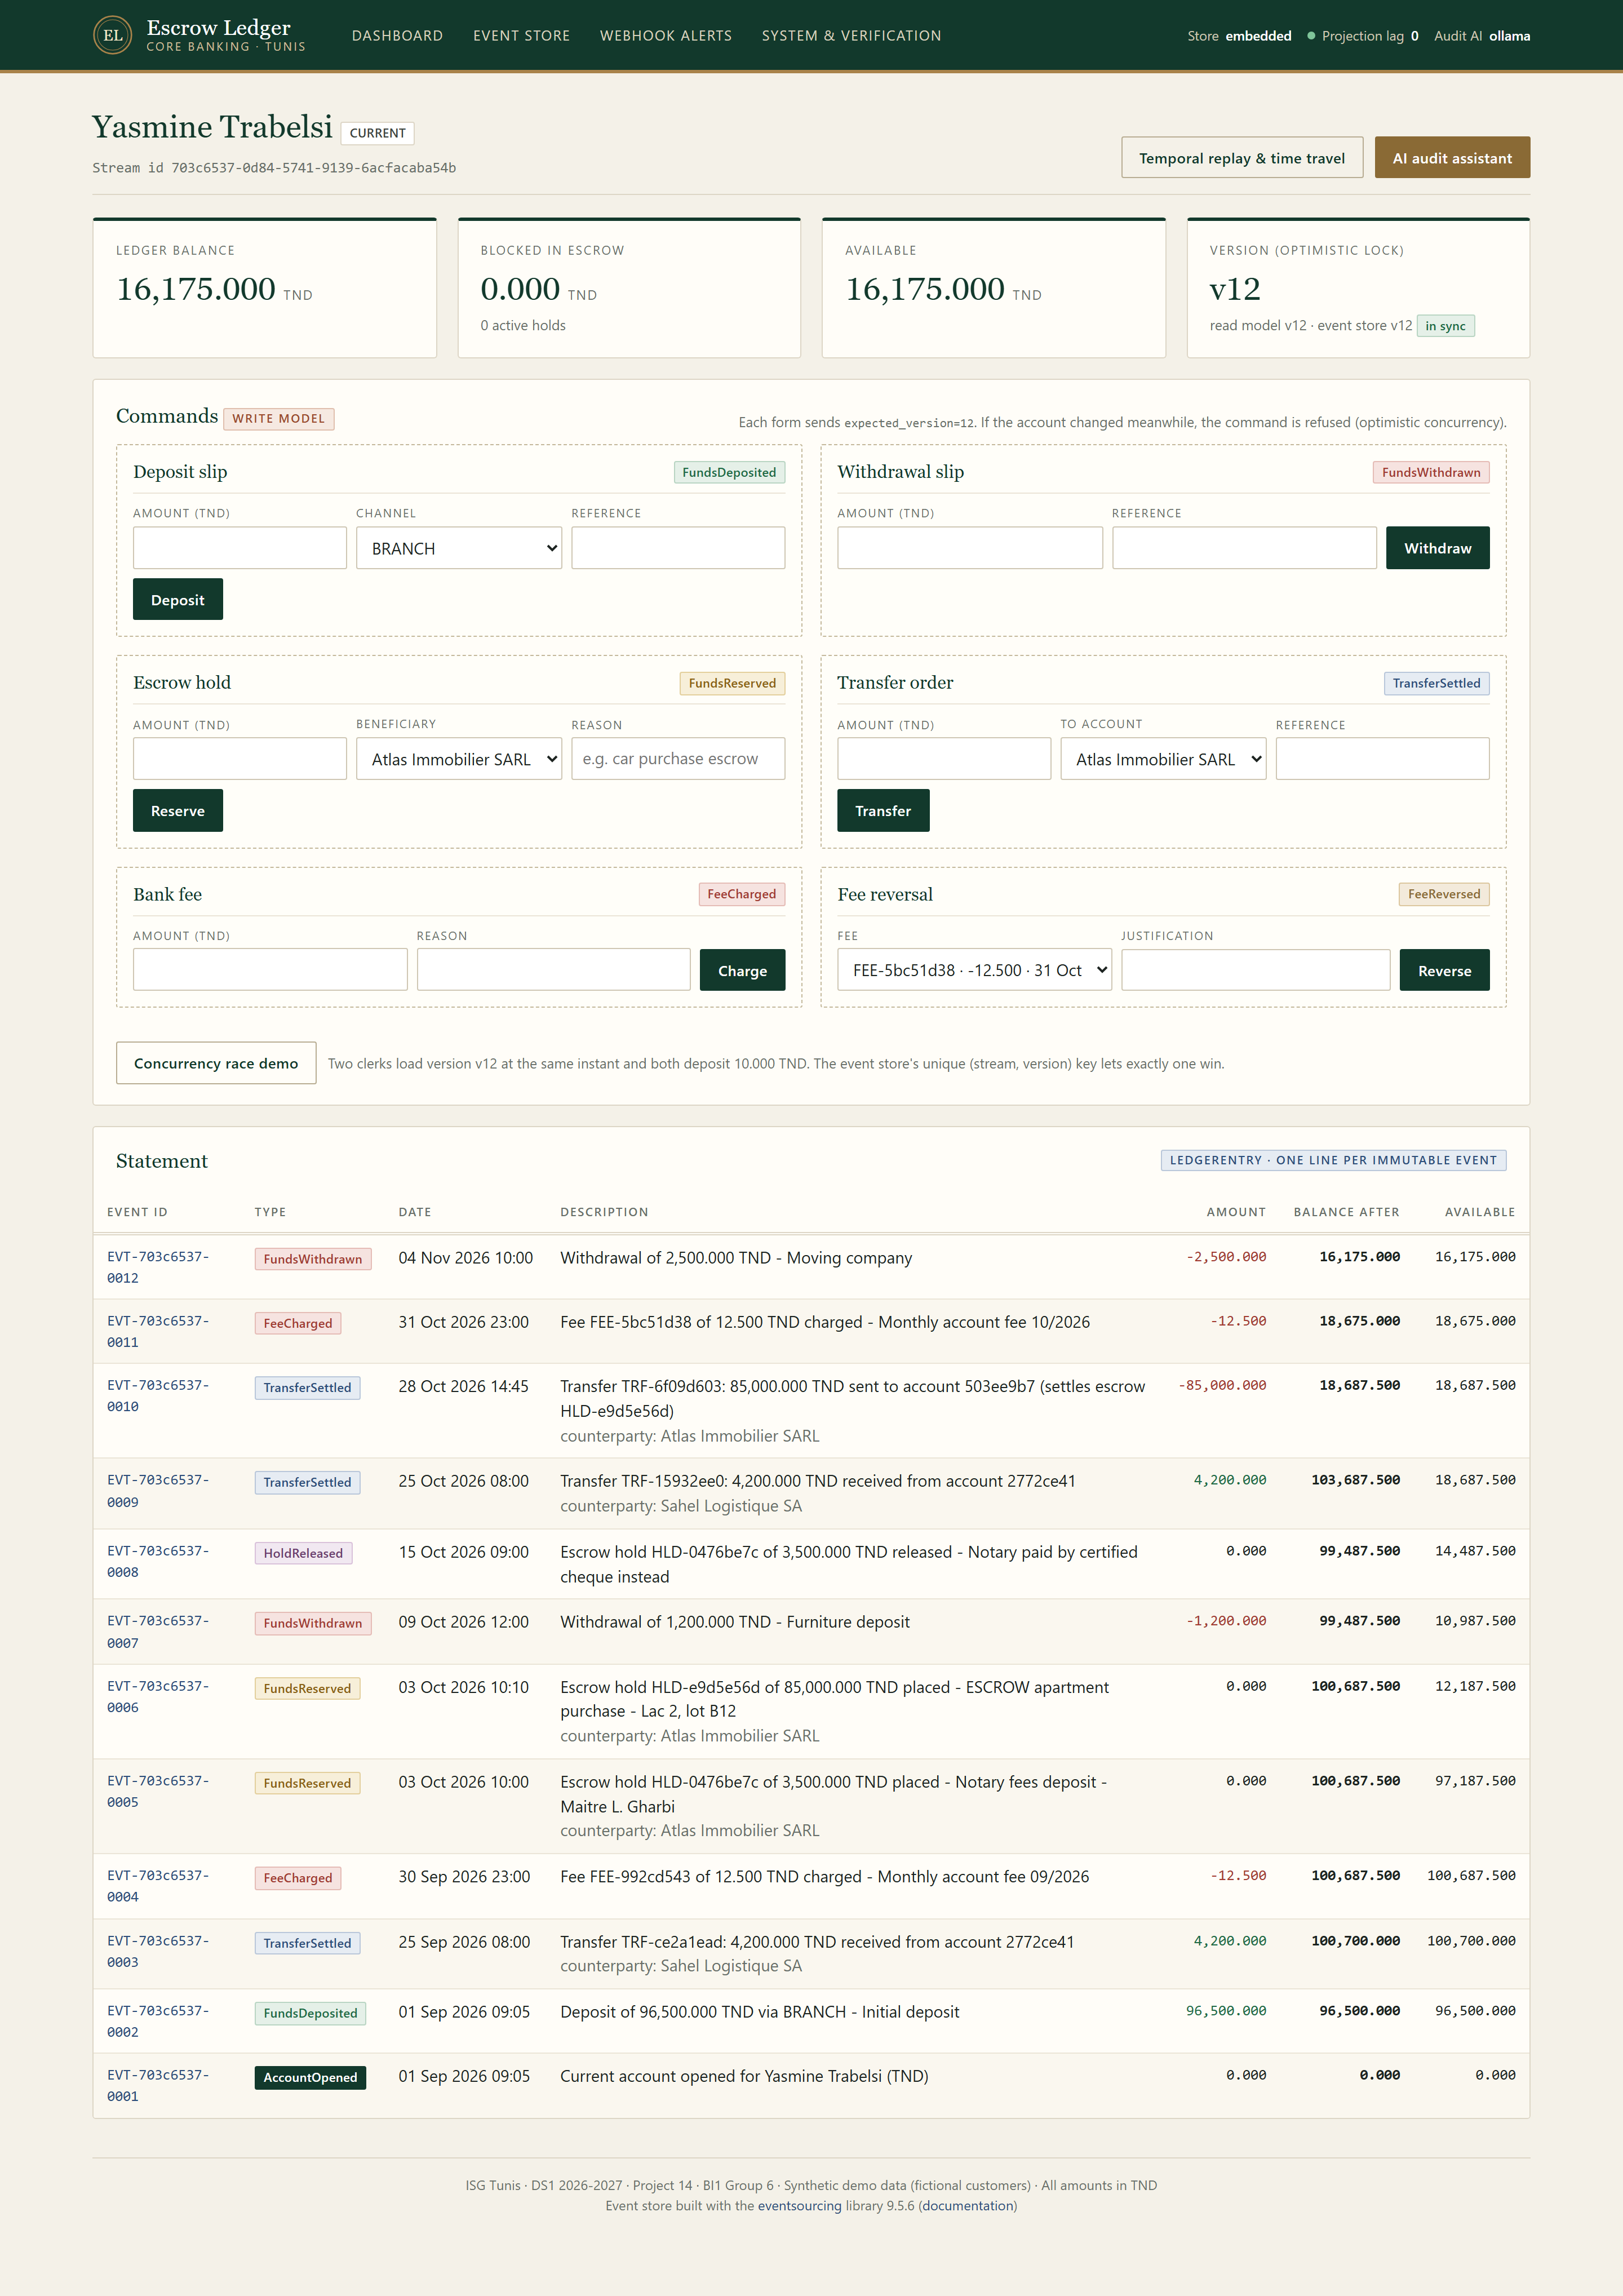 EL
Escrow Ledger
CORE BANKING · TUNIS
DASHBOARD EVENT STORE WEBHOOK ALERTS SYSTEM & VERIFICATION
Store embedded Projection lag 0 Audit AI ollama
Yasmine Trabelsi CURRENT
Stream id 703c6537-0d84-5741-9139-6acfacaba54b
Temporal replay & time travel AI audit assistant
LEDGER BALANCE
16,175.000 TND
BLOCKED IN ESCROW
0.000 TND
0 active holds
AVAILABLE
16,175.000 TND
VERSION (OPTIMISTIC LOCK)
v12
read model v12 · event store v12 in sync
Commands WRITE MODEL
Each form sends expected_version=12. If the account changed meanwhile, the command is refused (optimistic concurrency).
Deposit slip FundsDeposited
AMOUNT (TND) CHANNEL REFERENCE
BRANCH
Deposit
Withdrawal slip FundsWithdrawn
AMOUNT (TND) REFERENCE
Withdraw
Escrow hold FundsReserved
AMOUNT (TND) BENEFICIARY REASON
Atlas Immobilier SARL e.g. car purchase escrow
Reserve
Transfer order TransferSettled
AMOUNT (TND) TO ACCOUNT REFERENCE
Atlas Immobilier SARL
Transfer
Bank fee FeeCharged
AMOUNT (TND) REASON
Charge
Fee reversal FeeReversed
FEE JUSTIFICATION
FEE-5bc51d38 · -12.500 · 31 Oct Reverse
Concurrency race demo Two clerks load version v12 at the same instant and both deposit 10.000 TND. The event store's unique (stream, version) key lets exactly one win.
Statement LEDGERENTRY · ONE LINE PER IMMUTABLE EVENT
EVENT ID TYPE DATE DESCRIPTION AMOUNT BALANCE AFTER AVAILABLE
EVT-703c6537- FundsWithdrawn 04 Nov 2026 10:00 Withdrawal of 2,500.000 TND - Moving company -2,500.000 16,175.000 16,175.000
0012
EVT-703c6537- FeeCharged 31 Oct 2026 23:00 Fee FEE-5bc51d38 of 12.500 TND charged - Monthly account fee 10/2026 -12.500 18,675.000 18,675.000
0011
EVT-703c6537- TransferSettled 28 Oct 2026 14:45 Transfer TRF-6f09d603: 85,000.000 TND sent to account 503ee9b7 (settles escrow -85,000.000 18,687.500 18,687.500
0010 HLD-e9d5e56d)
counterparty: Atlas Immobilier SARL
EVT-703c6537- TransferSettled 25 Oct 2026 08:00 Transfer TRF-15932ee0: 4,200.000 TND received from account 2772ce41 4,200.000 103,687.500 18,687.500
0009 counterparty: Sahel Logistique SA
EVT-703c6537- HoldReleased 15 Oct 2026 09:00 Escrow hold HLD-0476be7c of 3,500.000 TND released - Notary paid by certified 0.000 99,487.500 14,487.500
0008 cheque instead
EVT-703c6537- FundsWithdrawn 09 Oct 2026 12:00 Withdrawal of 1,200.000 TND - Furniture deposit -1,200.000 99,487.500 10,987.500
0007
EVT-703c6537- FundsReserved 03 Oct 2026 10:10 Escrow hold HLD-e9d5e56d of 85,000.000 TND placed - ESCROW apartment 0.000 100,687.500 12,187.500
0006 purchase - Lac 2, lot B12
counterparty: Atlas Immobilier SARL
EVT-703c6537- FundsReserved 03 Oct 2026 10:00 Escrow hold HLD-0476be7c of 3,500.000 TND placed - Notary fees deposit - 0.000 100,687.500 97,187.500
0005 Maitre L. Gharbi
counterparty: Atlas Immobilier SARL
EVT-703c6537- FeeCharged 30 Sep 2026 23:00 Fee FEE-992cd543 of 12.500 TND charged - Monthly account fee 09/2026 -12.500 100,687.500 100,687.500
0004
EVT-703c6537- TransferSettled 25 Sep 2026 08:00 Transfer TRF-ce2a1ead: 4,200.000 TND received from account 2772ce41 4,200.000 100,700.000 100,700.000
0003 counterparty: Sahel Logistique SA
EVT-703c6537- FundsDeposited 01 Sep 2026 09:05 Deposit of 96,500.000 TND via BRANCH - Initial deposit 96,500.000 96,500.000 96,500.000
0002
EVT-703c6537- AccountOpened 01 Sep 2026 09:05 Current account opened for Yasmine Trabelsi (TND) 0.000 0.000 0.000
0001
ISG Tunis · DS1 2026-2027 · Project 14 · BI1 Group 6 · Synthetic demo data (fictional customers) · All amounts in TND
Event store built with the eventsourcing library 9.5.6 (documentation)